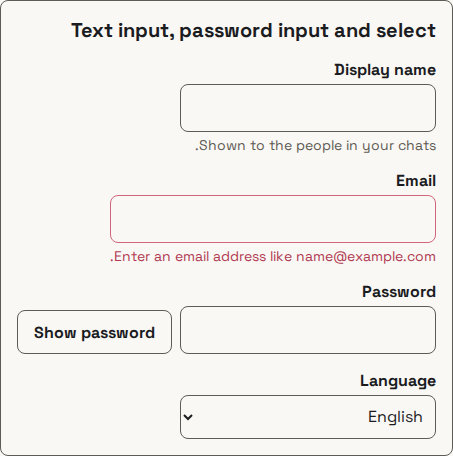 Text input, password input and select
Display name
.Shown to the people in your chats
Email
.Enter an email address like name@example.com
Password
Show password
Language
English